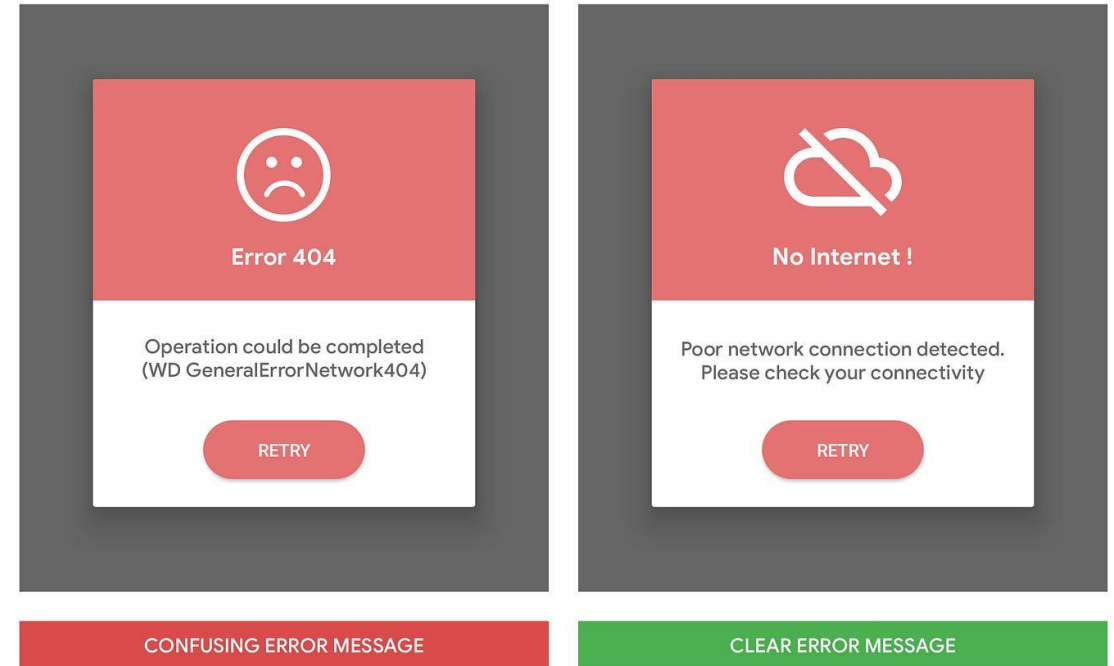 Error 404
Operation could be completed
(WD GeneralErrorNetwork404)
RETRY
CONFUSING ERROR MESSAGE
No Internet !
Poor network connection detected.
Please check your connectivity
RETRY
CLEAR ERROR MESSAGE